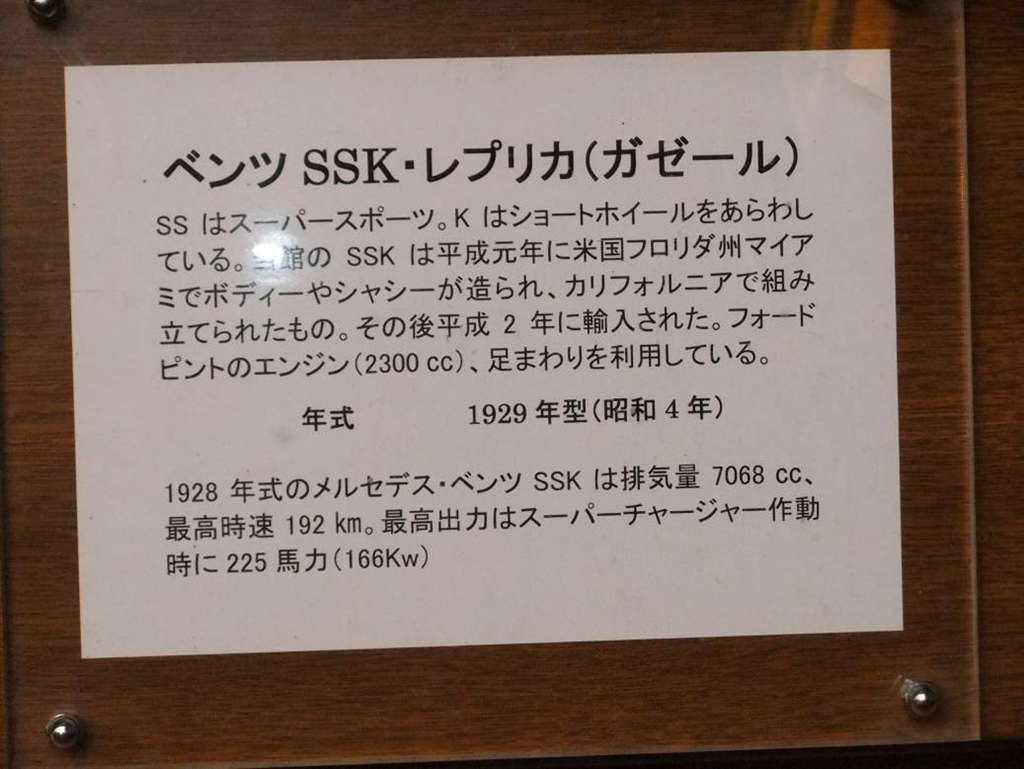 ベンツ SSK・レプリカ(ガゼール)
SS はスーパースポーツ。K はショートホイールをあらわし
ている。館の SSK は平成元年に米国フロリダ州マイア
ミでボディーやシャシーが造られ、カリフォルニアで組み
立てられたもの。その後平成 2 年に輸入された。フォード
ピントのエンジン(2300 cc)、足まわりを利用している。
年式 1929 年型(昭和 4 年)
1928 年式のメルセデス・ベンツ SSK は排気量 7068 cc、
最高時速 192 km。最高出力はスーパーチャージャー作動
時に 225 馬力(166Kw)